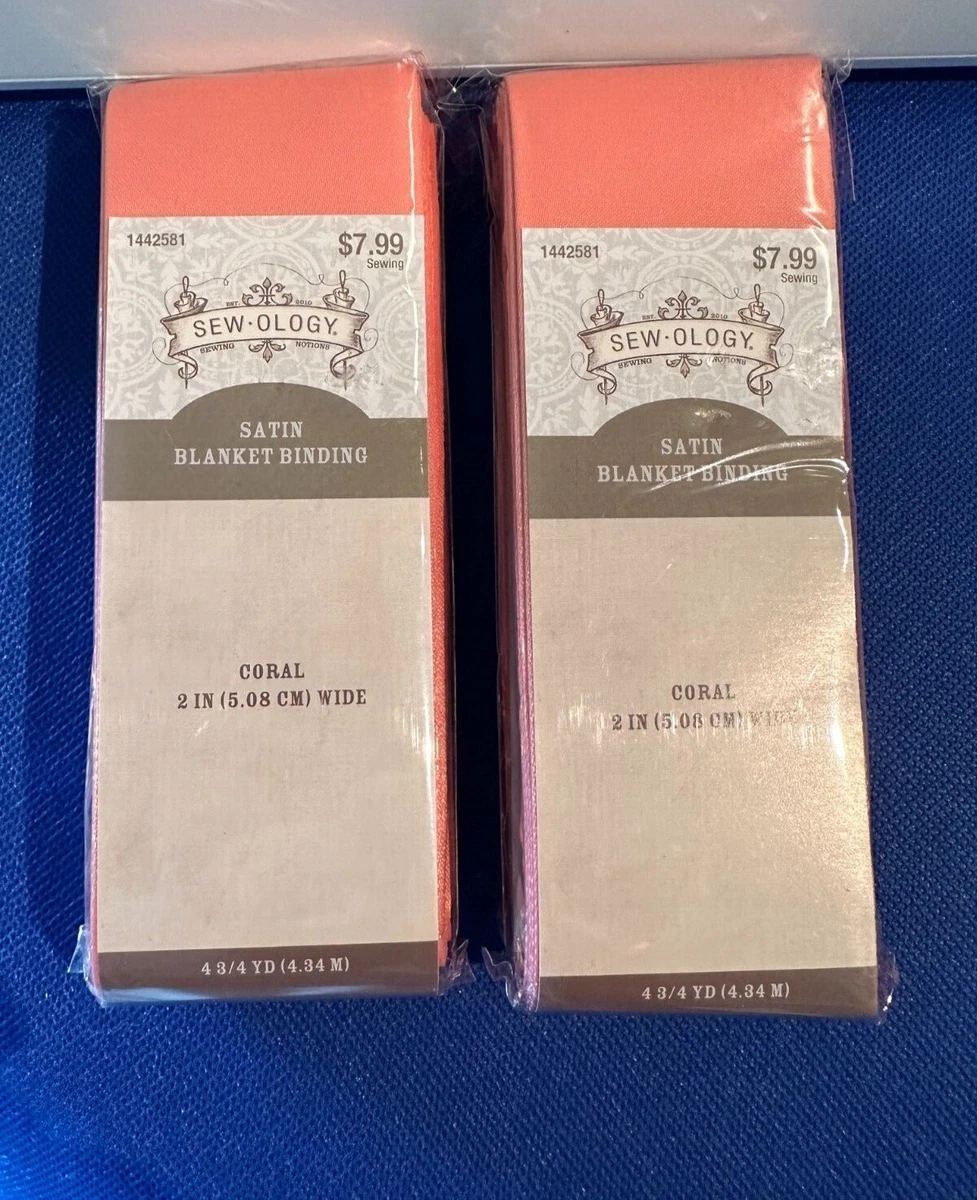 1442581
$7.99
Sewing
EST. 2010
SEW·OLOGY.
SEWING NOTIONS
SATIN
BLANKET BINDING
CORAL
2 IN (5.08 CM) WIDE
4 3/4 YD (4.34 M)
1442581
$7.99
Sewing
EST. 2010
SEW·OLOGY.
SEWING NOTIONS
SATIN
BLANKET BINDING
CORAL
2 IN (5.08 CM) WIDE
4 3/4 YD (4.34 M)